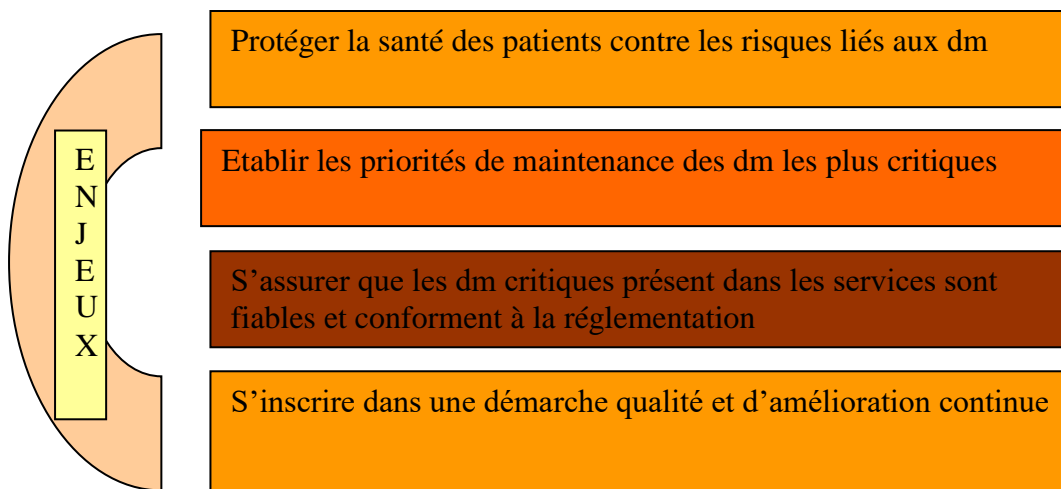 ENJEUX
Protéger la santé des patients contre les risques liés aux dm
Etablir les priorités de maintenance des dm les plus critiques
S’assurer que les dm critiques présent dans les services sont
fiables et conforment à la réglementation
S’inscrire dans une démarche qualité et d’amélioration continue